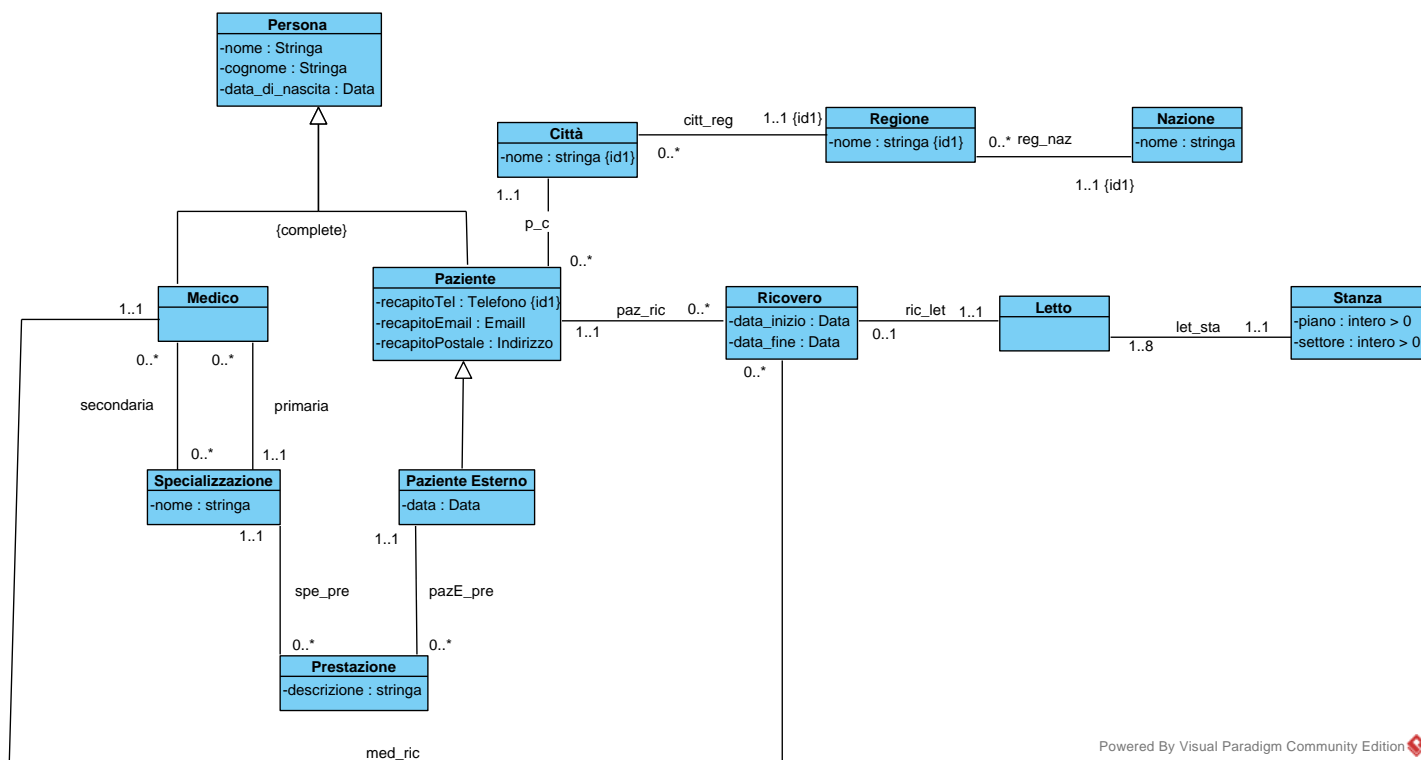 Persona
-nome : Stringa
-cognome : Stringa
-data_di_nascita : Data
{complete}
Città
-nome : stringa {id1}
citt_reg
0..*
1..1 {id1}
Regione
-nome : stringa {id1}
0..* reg_naz
1..1 {id1}
Nazione
-nome : stringa
1..1
p_c
0..*
Medico
1..1
0..*
0..*
secondaria
primaria
0..*
1..1
Paziente
-recapitoTel : Telefono {id1}
-recapitoEmail : Emaill
-recapitoPostale : Indirizzo
1..1
paz_ric
0..*
Ricovero
-data_inizio : Data
-data_fine : Data
0..*
0..1
ric_let
1..1
Letto
1..8
let_sta
1..1
Stanza
-piano : intero > 0
-settore : intero > 0
Specializzazione
-nome : stringa
1..1
Paziente Esterno
-data : Data
1..1
spe_pre
pazE_pre
0..*
0..*
Prestazione
-descrizione : stringa
med_ric
Powered By Visual Paradigm Community Edition